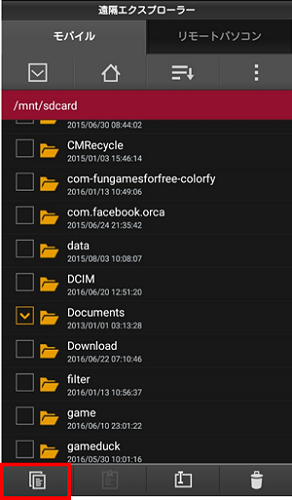 遠隔エクスプローラー
モバイル
リモートパソコン
/mnt/sdcard
2015/06/30 08:44:02
CMRecycle
2015/01/03 15:46:14
com-fungamesforfree-colorfy
2016/01/13 10:49:06
com.facebook.orca
2015/06/24 21:35:42
data
2015/08/03 10:08:07
DCIM
2016/06/20 12:51:20
Documents
2013/01/01 03:13:28
Download
2016/06/22 07:10:46
filter
2016/01/13 10:56:37
game
2016/06/10 23:01:22
gameduck
2016/05/30 10:01:16